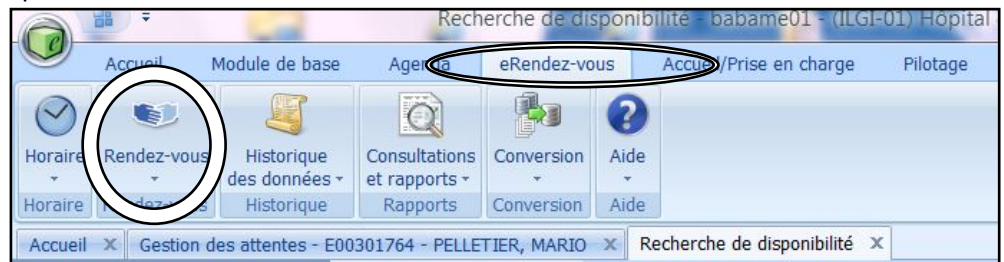 Recherche de disponibilité - babame01 - (ILGI-01) Hôpital
Accueil Module de base Agenda eRendez-vous Accueil/Prise en charge Pilotage
Horaire Rendez-vous Historique des données Consultations et rapports Conversion Aide
Horaire Rendez-vous Historique Rapports Conversion Aide
Accueil x Gestion des attentes - E00301764 - PELLETIER, MARIO x Recherche de disponibilité x